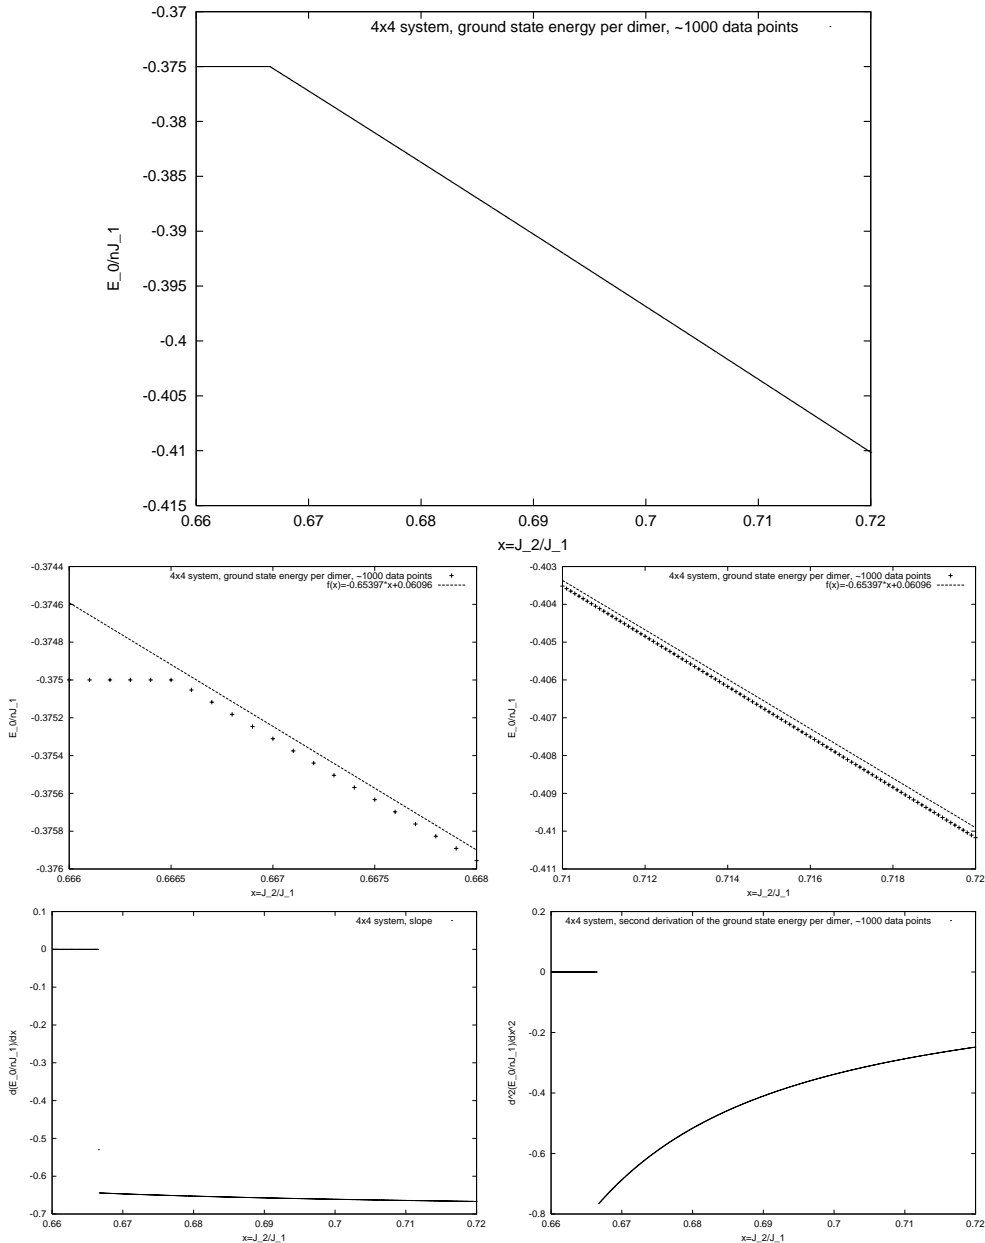 4x4 system, ground state energy per dimer, ~1000 data points
-0.37
-0.375
-0.38
-0.385
-0.39
-0.395
-0.4
-0.405
-0.41
-0.415
E_0/nJ_1
0.66 0.67 0.68 0.69 0.7 0.71 0.72
x=J_2/J_1
4x4 system, ground state energy per dimer, ~1000 data points
f(x)=-0.65397*x+0.06096
-0.3744
-0.3746
-0.3748
-0.375
-0.3752
-0.3754
-0.3756
-0.3758
-0.376
E_0/nJ_1
0.666 0.6665 0.667 0.6675 0.668
x=J_2/J_1
4x4 system, ground state energy per dimer, ~1000 data points
f(x)=-0.65397*x+0.06096
-0.403
-0.404
-0.405
-0.406
-0.407
-0.408
-0.409
-0.41
-0.411
E_0/nJ_1
0.71 0.712 0.714 0.716 0.718 0.72
x=J_2/J_1
4x4 system, slope
0.1
0
-0.1
-0.2
-0.3
-0.4
-0.5
-0.6
-0.7
d(E_0/nJ_1)/dx
0.66 0.67 0.68 0.69 0.7 0.71 0.72
x=J_2/J_1
4x4 system, second derivation of the ground state energy per dimer, ~1000 data points
0.2
0
-0.2
-0.4
-0.6
-0.8
d^2(E_0/nJ_1)/dx^2
0.66 0.67 0.68 0.69 0.7 0.71 0.72
x=J_2/J_1